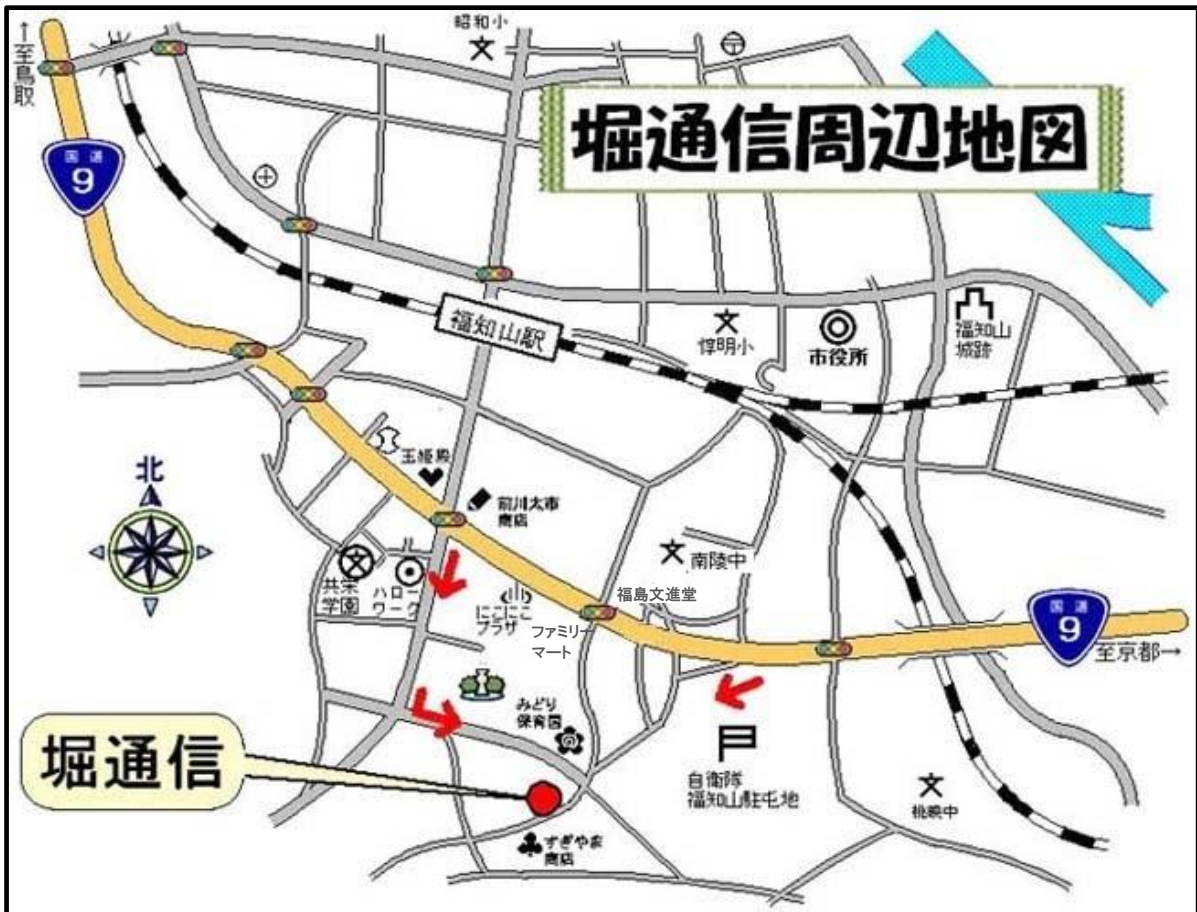 昭和小
↑至鳥取
堀通信周辺地図
国道
9
福知山駅
惇明小
市役所
福知山
城跡
北
玉姫殿
前川太市
商店
共栄
学園
ハロー
ワーク
にこにこ
プラザ
南陵中
福島文進堂
ファミリー
マート
国道
9
至京都→
みどり
保育園
堀通信
自衛隊
福知山駐屯地
桃映中
すぎやま
商店